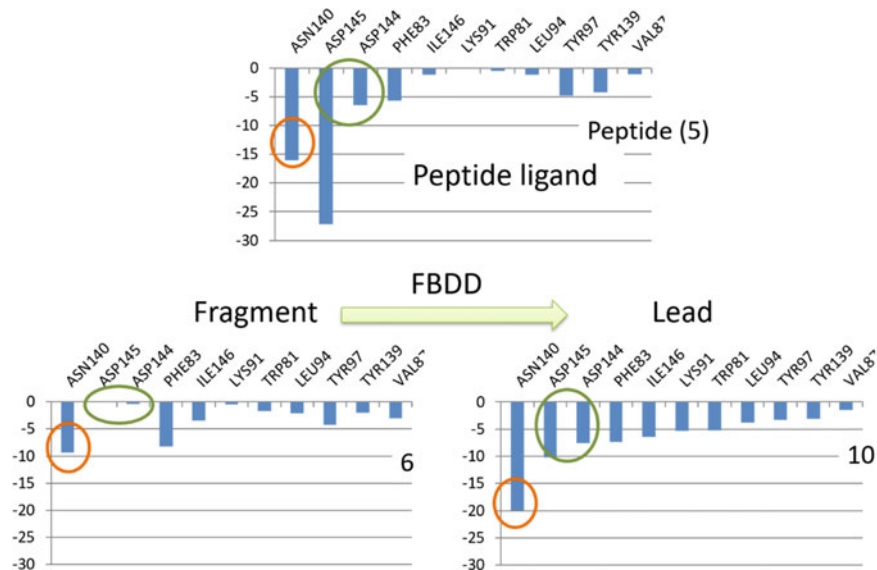 ASN140 ASP145 ASP144 PHE83 ILE146 LYS91 TRP81 LEU94 TYR97 TYR139 VAL87
0
-5
-10
-15
-20
-25
-30
Peptide (5)
Peptide ligand
FBDD
Fragment
Lead
ASN140 ASP145 ASP144 PHE83 ILE146 LYS91 TRP81 LEU94 TYR97 TYR139 VAL87
0
-5
-10
-15
-20
-25
-30
6
ASN140 ASP145 ASP144 PHE83 ILE146 LYS91 TRP81 LEU94 TYR97 TYR139 VAL87
0
-5
-10
-15
-20
-25
-30
10